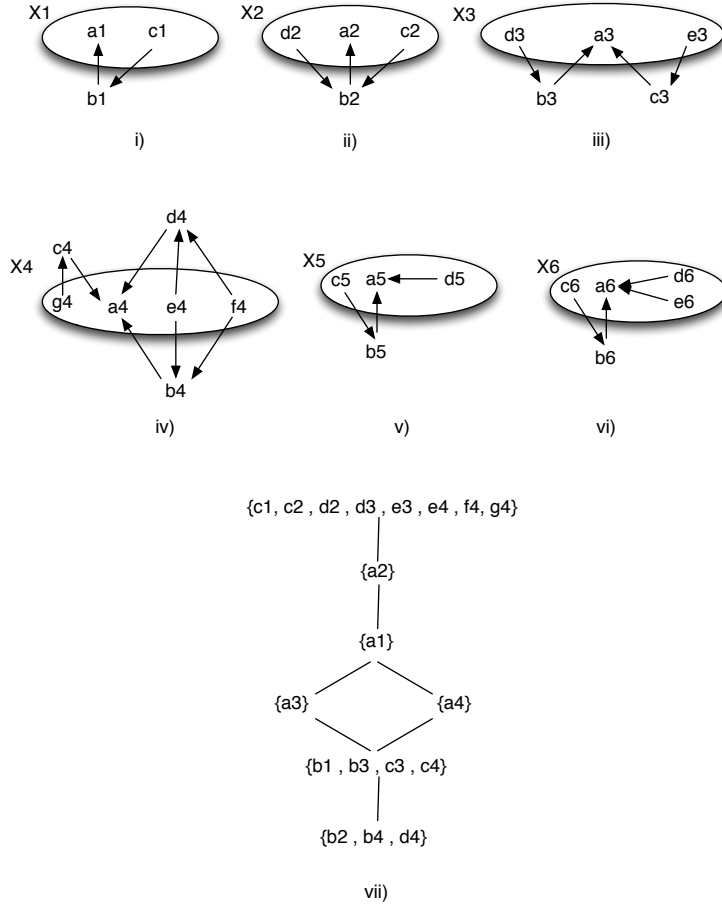 X1 a1 c1
b1
i)
X2 d2 a2 c2
b2
ii)
X3 d3 a3 e3
b3 c3
iii)
d4
c4
X4
g4 a4 e4 f4
b4
iv)
X5
c5 a5 d5
b5
v)
X6
c6 a6 d6
e6
b6
vi)
{c1, c2 , d2 , d3 , e3 , e4 , f4, g4}
{a2}
{a1}
{a3} {a4}
{b1 , b3 , c3 , c4}
{b2 , b4 , d4}
vii)